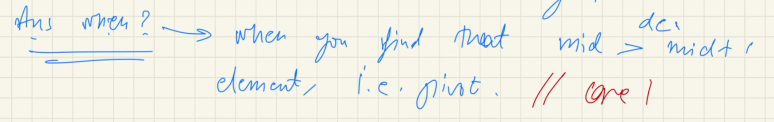 Ans when? → when you find that mid > mid+1
element, i.e. pivot. // case 1